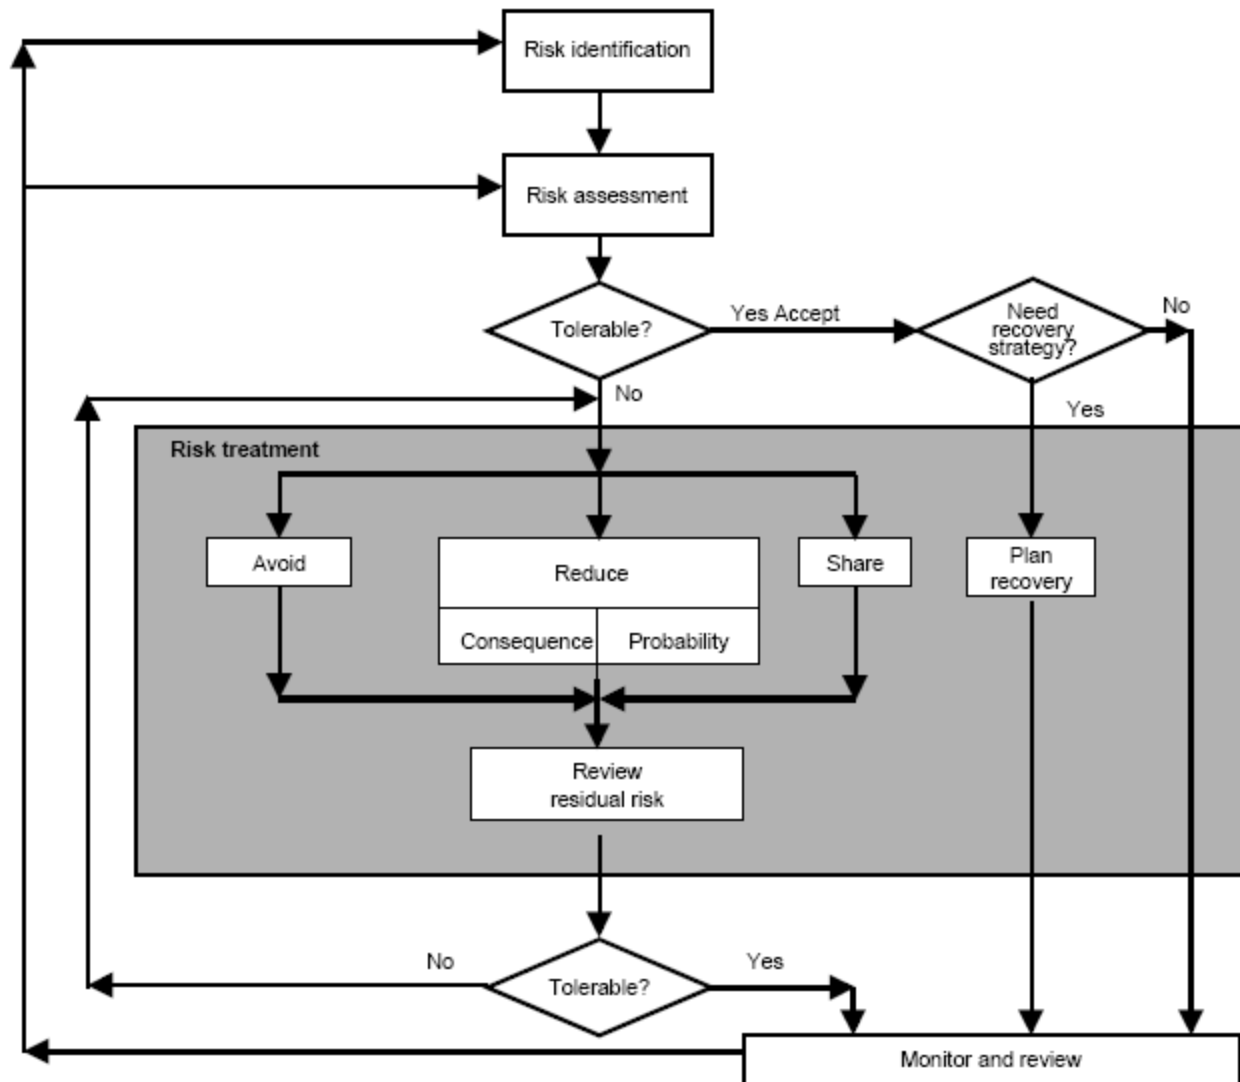 Risk identification
Risk assessment
Tolerable?
Yes Accept
Need
recovery
strategy?
No
No
Yes
Risk treatment
Avoid
Reduce
Consequence
Probability
Share
Plan
recovery
Review
residual risk
No
Tolerable?
Yes
Monitor and review